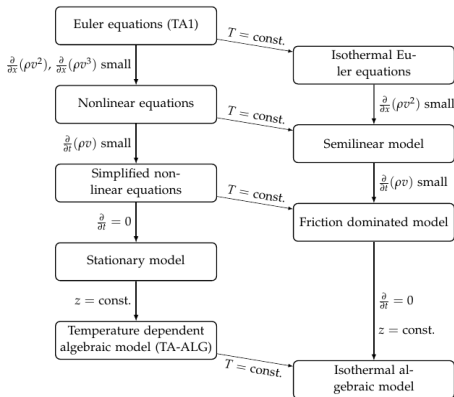 Euler equations (TA1)
T = const.
∂/∂x(ρv²), ∂/∂x(ρv³) small
Isothermal Eu-
ler equations
∂/∂x(ρv²) small
Nonlinear equations
T = const.
Semilinear model
∂/∂t(ρv) small
∂/∂t(ρv) small
Simplified non-
linear equations
T = const.
Friction dominated model
∂/∂t = 0
Stationary model
z = const.
∂/∂t = 0
z = const.
Temperature dependent
algebraic model (TA-ALG)
T = const.
Isothermal al-
gebraic model